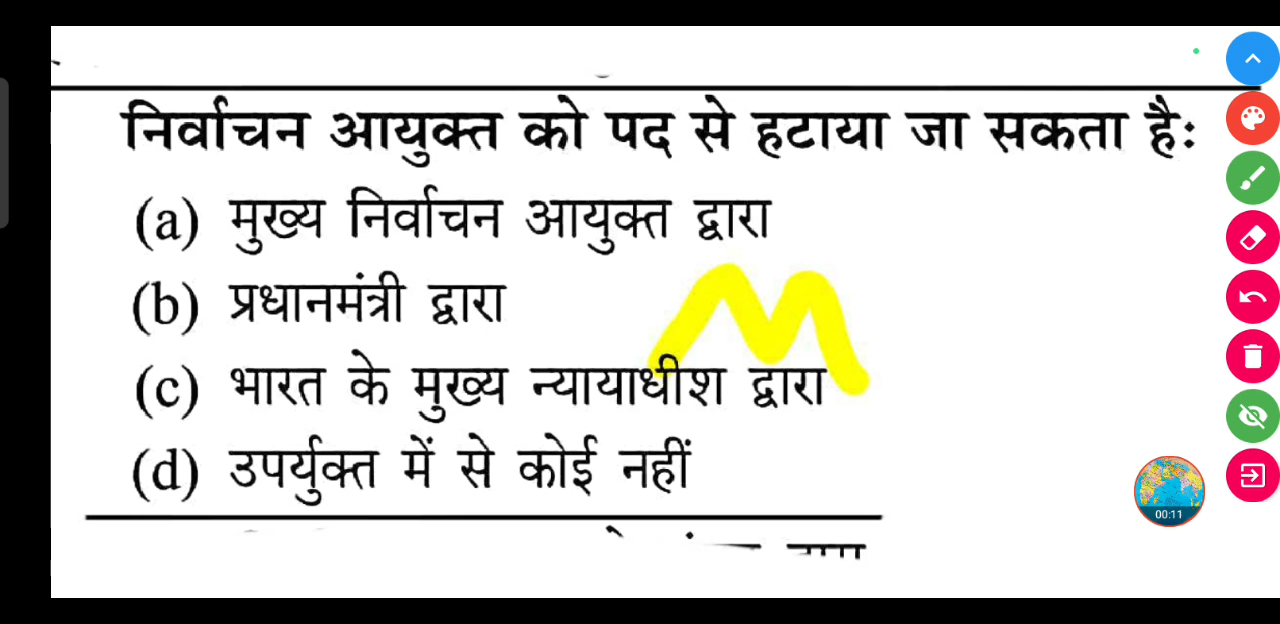 निर्वाचन आयुक्त को पद से हटाया जा सकता है:
(a) मुख्य निर्वाचन आयुक्त द्वारा
(b) प्रधानमंत्री द्वारा
(c) भारत के मुख्य न्यायाधीश द्वारा
(d) उपर्युक्त में से कोई नहीं
00:11